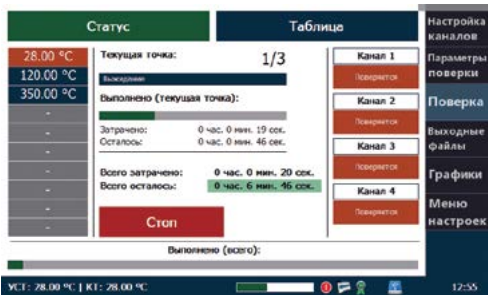 Статус
Таблица
Настройка
каналов
Параметры
поверки
Поверка
Выходные
файлы
Графики
Меню
настроек
28.00 °C
120.00 °C
350.00 °C
-
-
-
-
-
-
-
Текущая точка:
1/3
Выжидание
Выполнено (текущая точка):
Затрачено: 0 час. 0 мин. 19 сек.
Осталось: 0 час. 0 мин. 46 сек.
Всего затрачено: 0 час. 0 мин. 20 сек.
Всего осталось: 0 час. 6 мин. 46 сек.
Стоп
Канал 1
Поверяется
Канал 2
Поверяется
Канал 3
Поверяется
Канал 4
Поверяется
Выполнено (всего):
УСТ: 28.00 °C | КТ: 28.00 °C
12:55